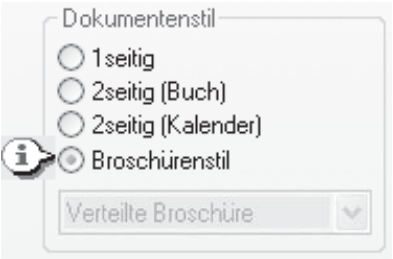 Dokumentenstil
1seitig
2seitig (Buch)
2seitig (Kalender)
Broschürenstil
Verteilte Broschüre